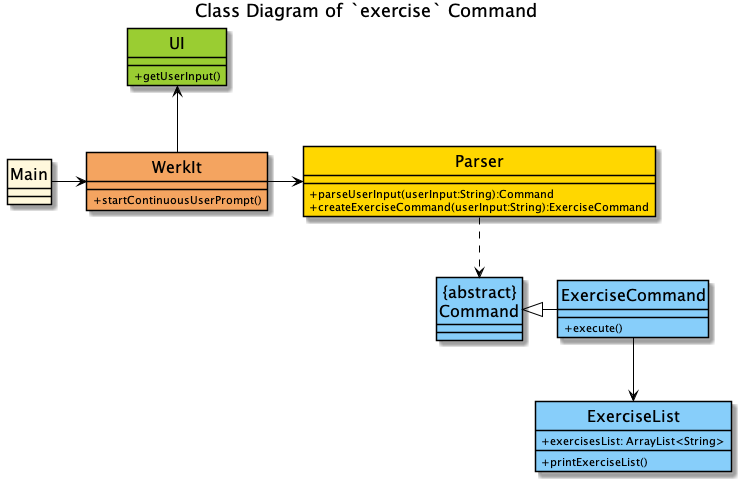 Class Diagram of `exercise` Command
UI
+getUserInput()
Main
WerkIt
+startContinuousUserPrompt()
Parser
+parseUserInput(userInput:String):Command
+createExerciseCommand(userInput:String):ExerciseCommand
{abstract}
Command
ExerciseCommand
+execute()
ExerciseList
+exercisesList: ArrayList<String>
+printExerciseList()